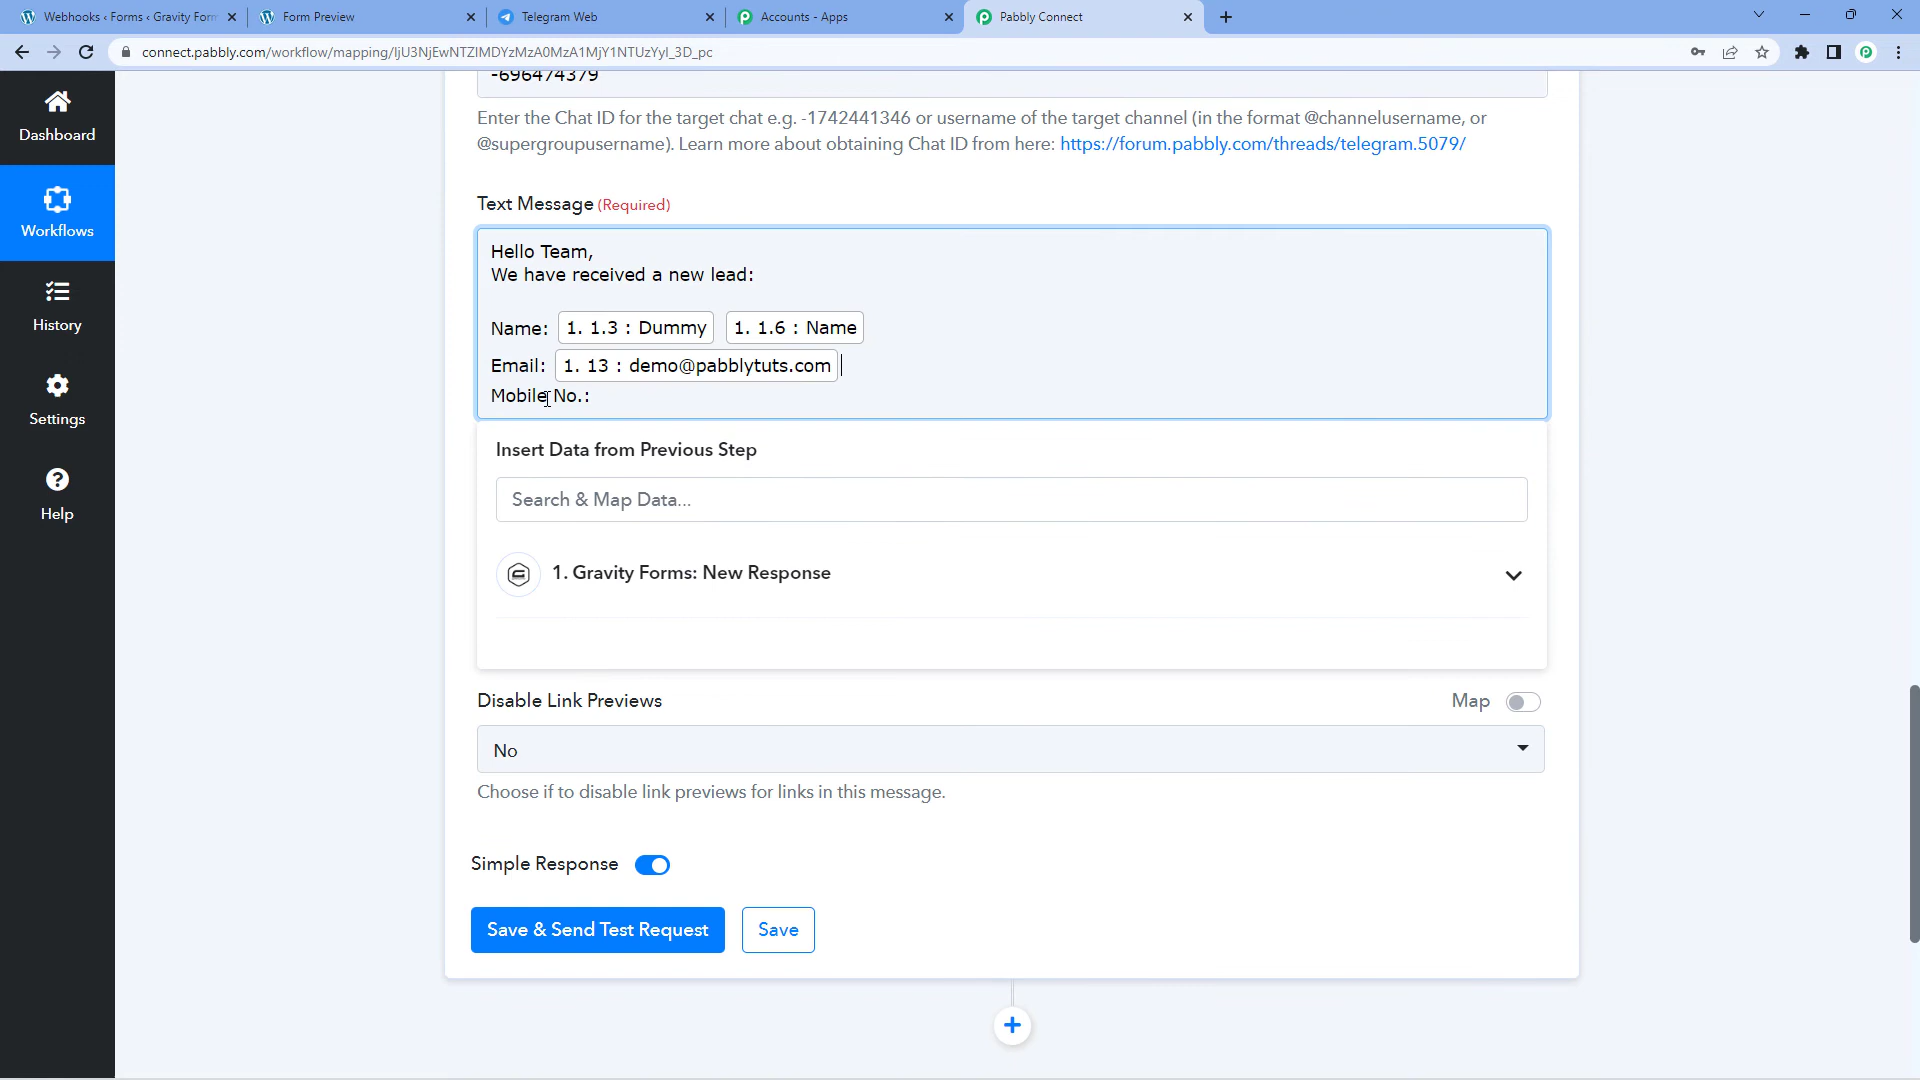 Webhooks ‹ Forms ‹ Gravity Form
Form Preview
Telegram Web
Accounts - Apps
Pabbly Connect
connect.pabbly.com/workflow/mapping/IjU3NjEwNTZlMDYzMzA0MzA1MjY1NTUzYyI_3D_pc
Dashboard
Workflows
History
Settings
Help
-696474379
Enter the Chat ID for the target chat e.g. -1742441346 or username of the target channel (in the format @channelusername, or
@supergroupusername). Learn more about obtaining Chat ID from here: https://forum.pabbly.com/threads/telegram.5079/
Text Message (Required)
Hello Team,
We have received a new lead:
Name: 1. 1.3 : Dummy 1. 1.6 : Name
Email: 1. 13 : demo@pabblytuts.com
Mobile No.:
Insert Data from Previous Step
Search & Map Data...
1. Gravity Forms: New Response
Disable Link Previews
Map
No
Choose if to disable link previews for links in this message.
Simple Response
Save & Send Test Request
Save